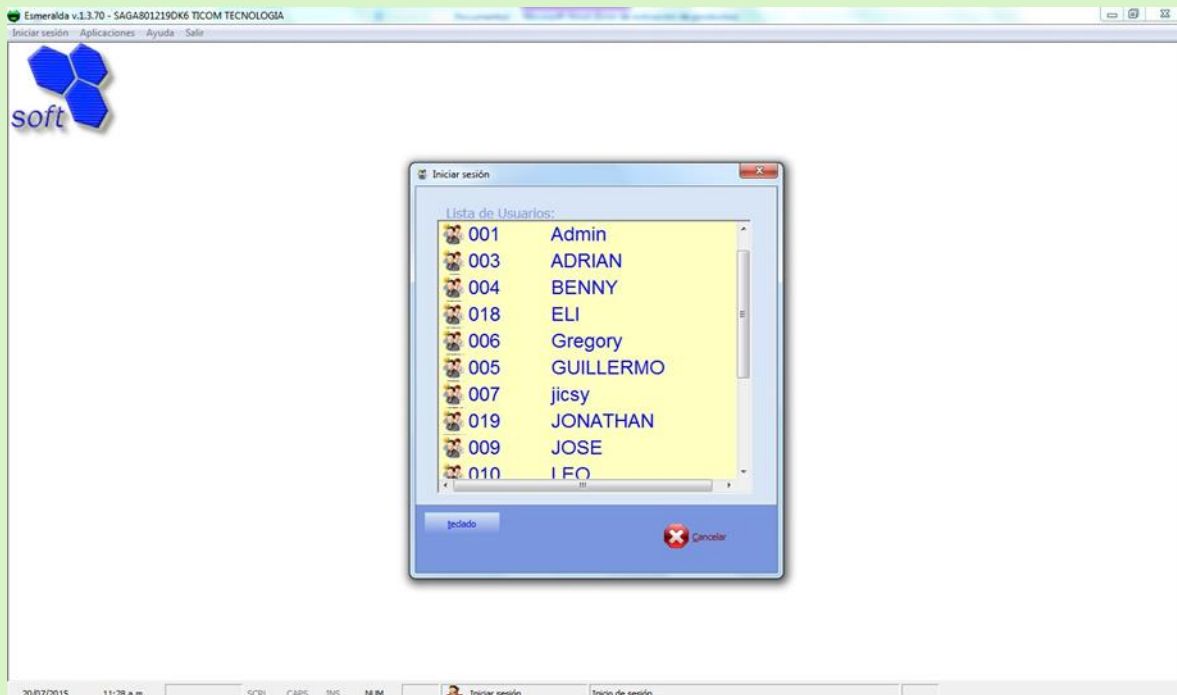 Esmeralda v.1.3.70 - SAGA801219DK6 TICOM TECNOLOGIA
Iniciar sesión Aplicaciones Ayuda Salir
soft
Iniciar sesión
Lista de Usuarios:
001 Admin
003 ADRIAN
004 BENNY
018 ELI
006 Gregory
005 GUILLERMO
007 jicsy
019 JONATHAN
009 JOSE
010 LEO
teclado
Cancelar
20/07/2015 11:28 a.m. SCRL CAPS INS NUM Iniciar sesión Inicio de sesión